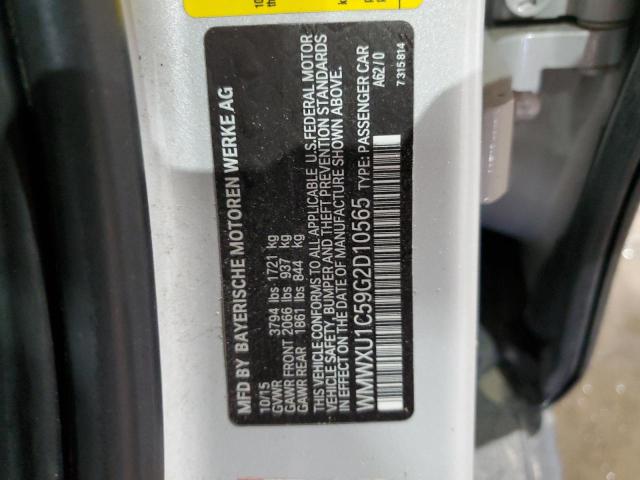 MFD BY BAYERISCHE MOTOREN WERKE AG
10/15
GVWR 3794 lbs 1721 kg
GAWR FRONT 2066 lbs 937 kg
GAWR REAR 1861 lbs 844 kg
THIS VEHICLE CONFORMS TO ALL APPLICABLE U.S. FEDERAL MOTOR
VEHICLE SAFETY, BUMPER AND THEFT PREVENTION STANDARDS
IN EFFECT ON THE DATE OF MANUFACTURE SHOWN ABOVE.
WMWXU1C59G2D10565 TYPE: PASSENGER CAR
A62/0
7315814